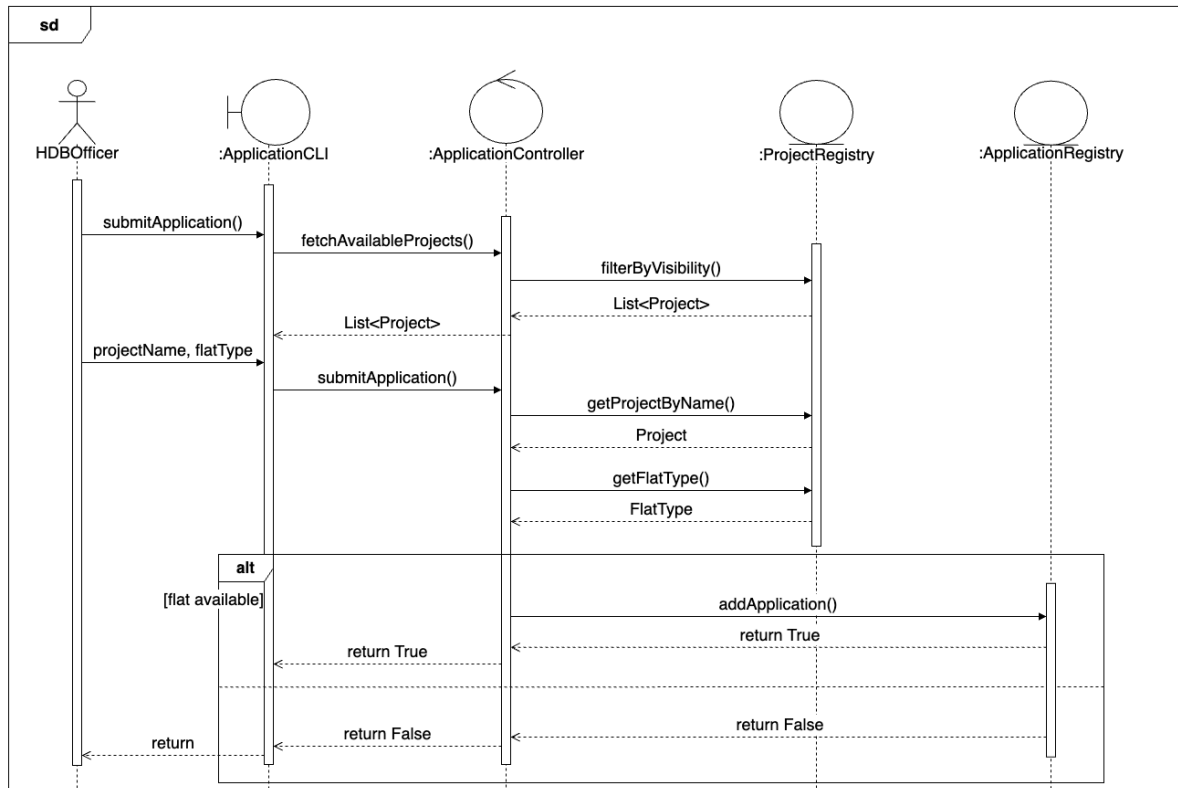 sd
HDBOfficer
:ApplicationCLI
:ApplicationController
:ProjectRegistry
:ApplicationRegistry
submitApplication()
fetchAvailableProjects()
filterByVisibility()
List<Project>
List<Project>
projectName, flatType
submitApplication()
getProjectByName()
Project
getFlatType()
FlatType
alt
[flat available]
addApplication()
return True
return True
return False
return False
return